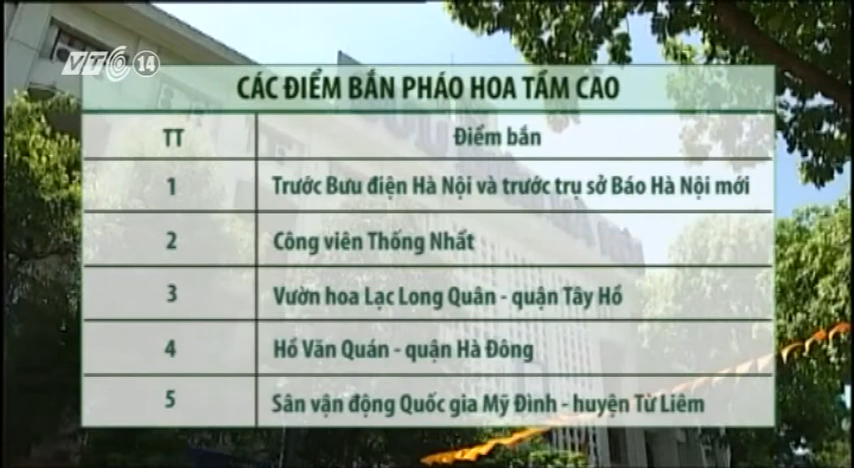 VTC 14
CÁC ĐIỂM BẮN PHÁO HOA TẦM CAO
TT Điểm bắn
1 Trước Bưu điện Hà Nội và trước trụ sở Báo Hà Nội mới
2 Công viên Thống Nhất
3 Vườn hoa Lạc Long Quân - quận Tây Hồ
4 Hồ Văn Quán - quận Hà Đông
5 Sân vận động Quốc gia Mỹ Đình - huyện Từ Liêm